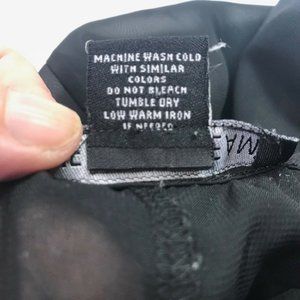 MACHINE WASH COLD
WITH SIMILAR
COLORS
DO NOT BLEACH
TUMBLE DRY
LOW WARM IRON
IF NEEDED